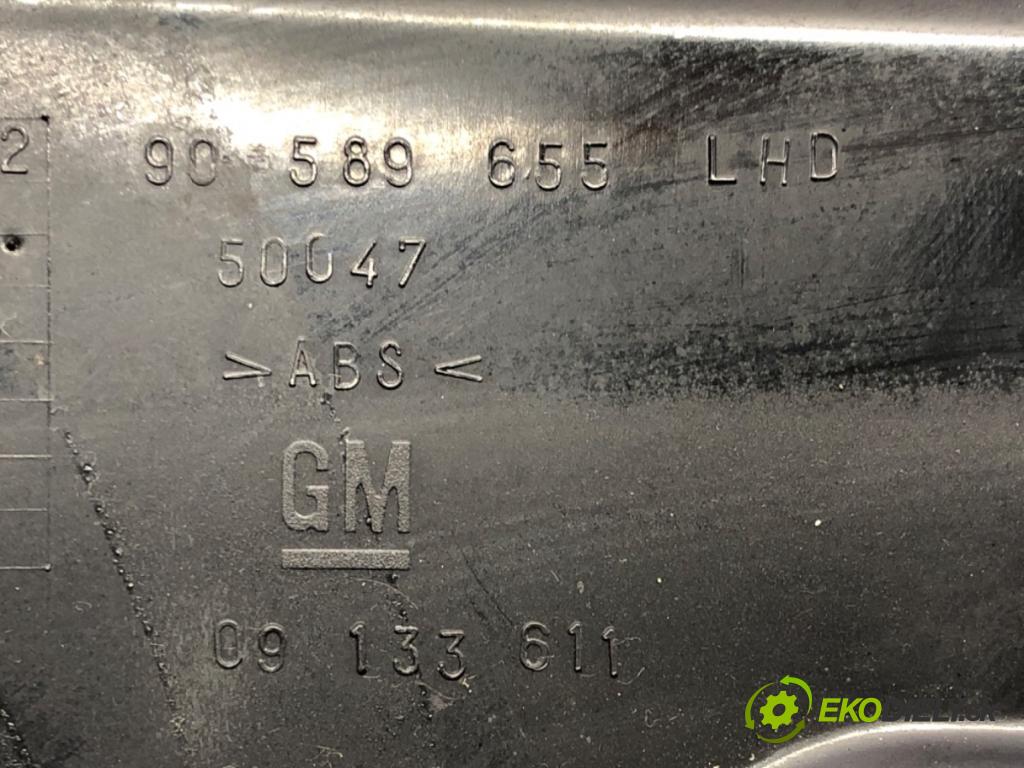 2 90 589 655 LHD
50047
>ABS<
GM
09 133 611
EKO